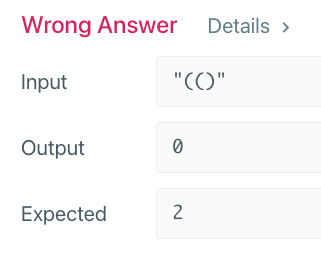 Wrong Answer Details >
Input "(()"
Output 0
Expected 2